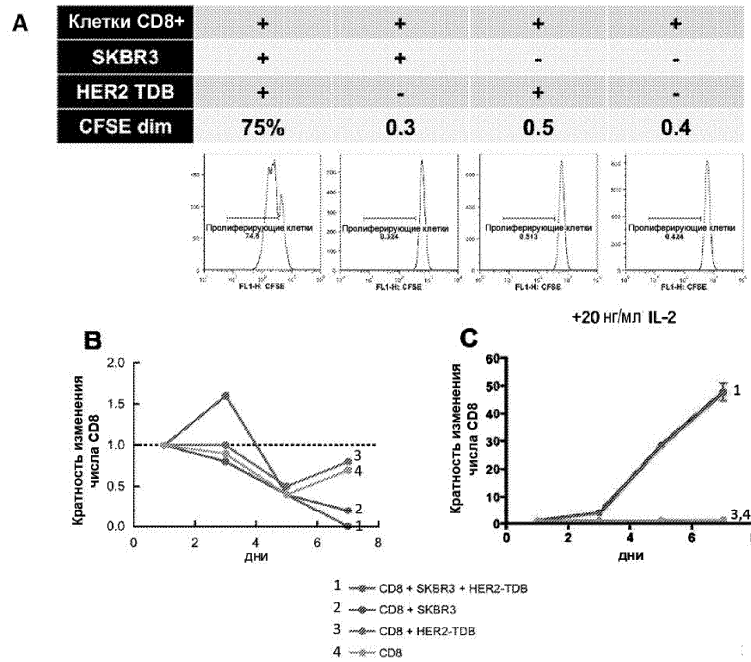 A
Клетки CD8+ + + + +
SKBR3 + + - -
HER2 TDB + - + -
CFSE dim 75% 0.3 0.5 0.4
Пролиферирующие клетки Пролиферирующие клетки Пролиферирующие клетки Пролиферирующие клетки
74.6 0.324 0.513 0.424
FL1-H: CFSE FL1-H: CFSE FL1-H: CFSE FL1-H: CFSE
+20 нг/мл IL-2
B
Кратность изменения
числа CD8
2.0
1.5
1.0
0.5
0.0
0 2 4 6 8
дни
3
4
2
1
C
Кратность изменения
числа CD8
60
50
40
30
20
10
0
0 2 4 6
дни
1
3,4
1 CD8 + SKBR3 + HER2-TDB
2 CD8 + SKBR3
3 CD8 + HER2-TDB
4 CD8